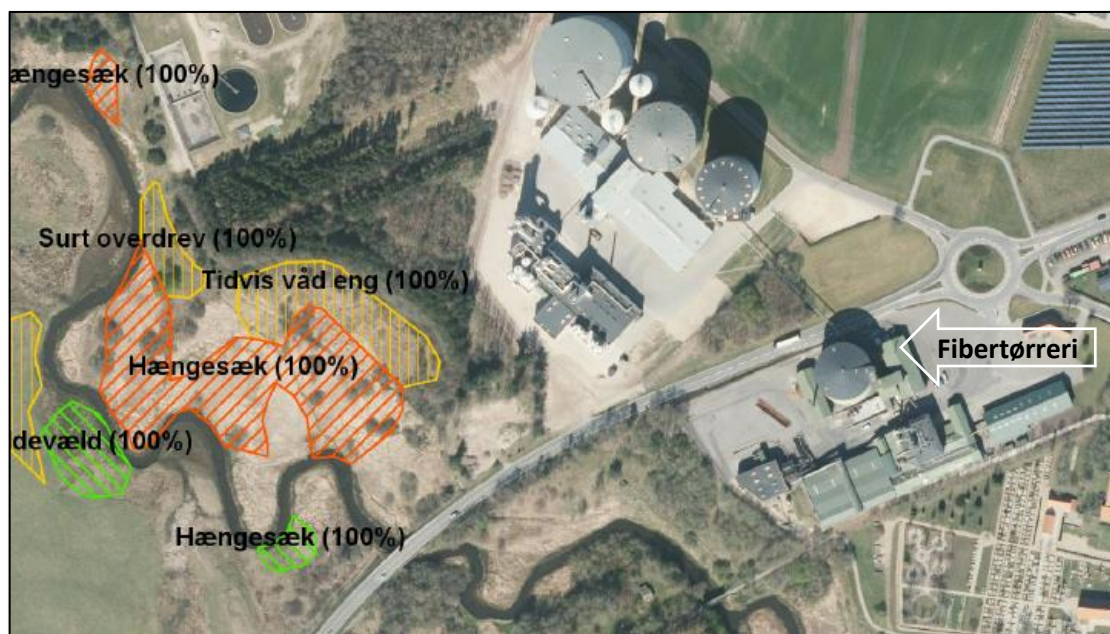 ængesæk (100%)
Surt overdrev (100%)
Tidvis våd eng (100%)
Fibertørreri
Hængesæk (100%)
devæld (100%)
Hængesæk (100%)